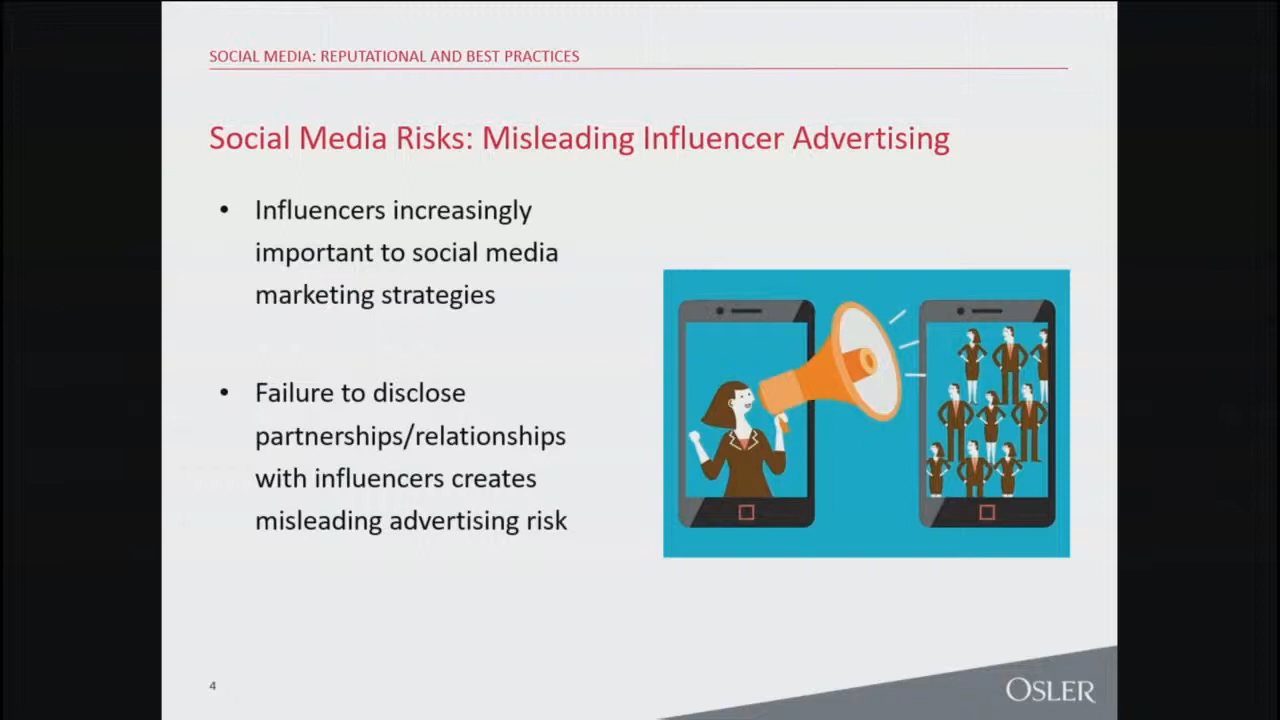 SOCIAL MEDIA: REPUTATIONAL AND BEST PRACTICES
Social Media Risks: Misleading Influencer Advertising
• Influencers increasingly
important to social media
marketing strategies
• Failure to disclose
partnerships/relationships
with influencers creates
misleading advertising risk
4
OSLER